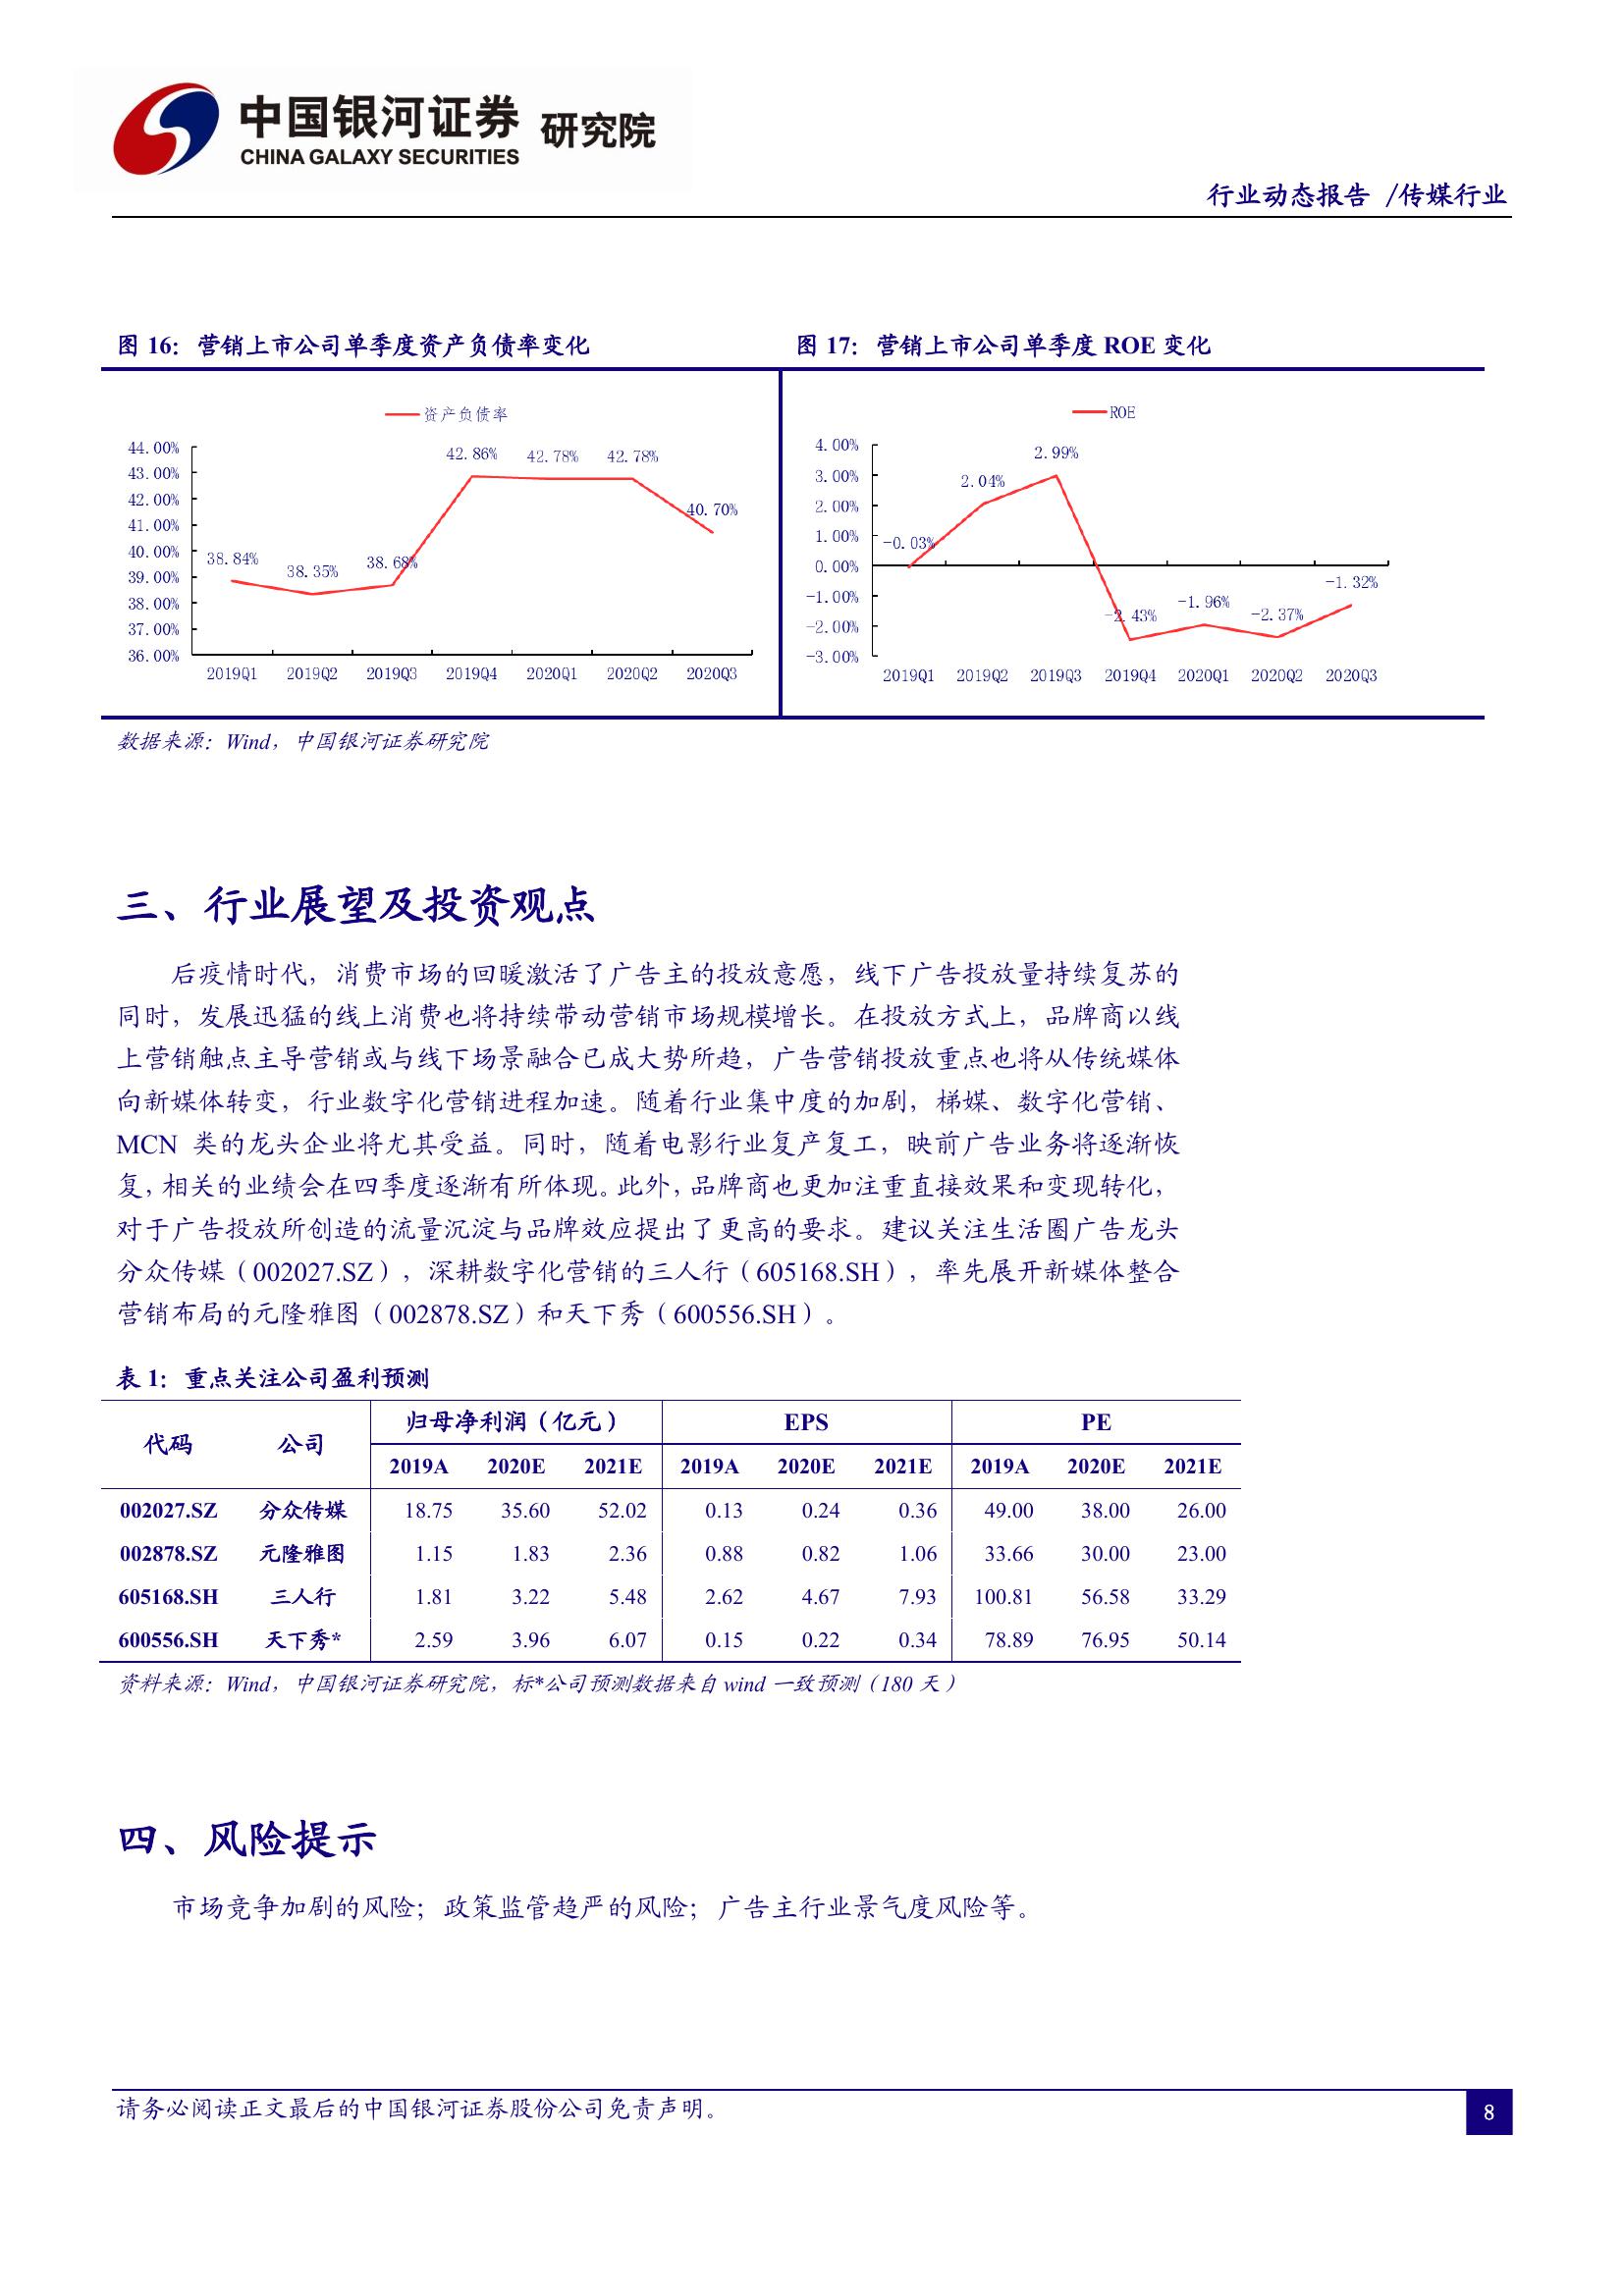 中国银河证券 研究院
CHINA GALAXY SECURITIES
行业动态报告 /传媒行业
图 16：营销上市公司单季度资产负债率变化
资产负债率
44.00%
43.00%
42.00%
41.00%
40.00%
39.00%
38.00%
37.00%
36.00%
38.84% 38.35% 38.68% 42.86% 42.78% 42.78% 40.70%
2019Q1 2019Q2 2019Q3 2019Q4 2020Q1 2020Q2 2020Q3
图 17：营销上市公司单季度 ROE 变化
ROE
4.00%
3.00%
2.00%
1.00%
0.00%
-1.00%
-2.00%
-3.00%
-0.03% 2.04% 2.99% -2.43% -1.96% -2.37% -1.32%
2019Q1 2019Q2 2019Q3 2019Q4 2020Q1 2020Q2 2020Q3
数据来源：Wind，中国银河证券研究院
三、行业展望及投资观点
后疫情时代，消费市场的回暖激活了广告主的投放意愿，线下广告投放量持续复苏的
同时，发展迅猛的线上消费也将持续带动营销市场规模增长。在投放方式上，品牌商以线
上营销触点主导营销或与线下场景融合已成大势所趋，广告营销投放重点也将从传统媒体
向新媒体转变，行业数字化营销进程加速。随着行业集中度的加剧，梯媒、数字化营销、
MCN 类的龙头企业将尤其受益。同时，随着电影行业复产复工，映前广告业务将逐渐恢
复，相关的业绩会在四季度逐渐有所体现。此外，品牌商也更加注重直接效果和变现转化，
对于广告投放所创造的流量沉淀与品牌效应提出了更高的要求。建议关注生活圈广告龙头
分众传媒（002027.SZ），深耕数字化营销的三人行（605168.SH），率先展开新媒体整合
营销布局的元隆雅图（002878.SZ）和天下秀（600556.SH）。
表 1：重点关注公司盈利预测
代码 公司 归母净利润（亿元） EPS PE
2019A 2020E 2021E 2019A 2020E 2021E 2019A 2020E 2021E
002027.SZ 分众传媒 18.75 35.60 52.02 0.13 0.24 0.36 49.00 38.00 26.00
002878.SZ 元隆雅图 1.15 1.83 2.36 0.88 0.82 1.06 33.66 30.00 23.00
605168.SH 三人行 1.81 3.22 5.48 2.62 4.67 7.93 100.81 56.58 33.29
600556.SH 天下秀* 2.59 3.96 6.07 0.15 0.22 0.34 78.89 76.95 50.14
资料来源：Wind，中国银河证券研究院，标*公司预测数据来自 wind 一致预测（180 天）
四、风险提示
市场竞争加剧的风险；政策监管趋严的风险；广告主行业景气度风险等。
请务必阅读正文最后的中国银河证券股份公司免责声明。
8